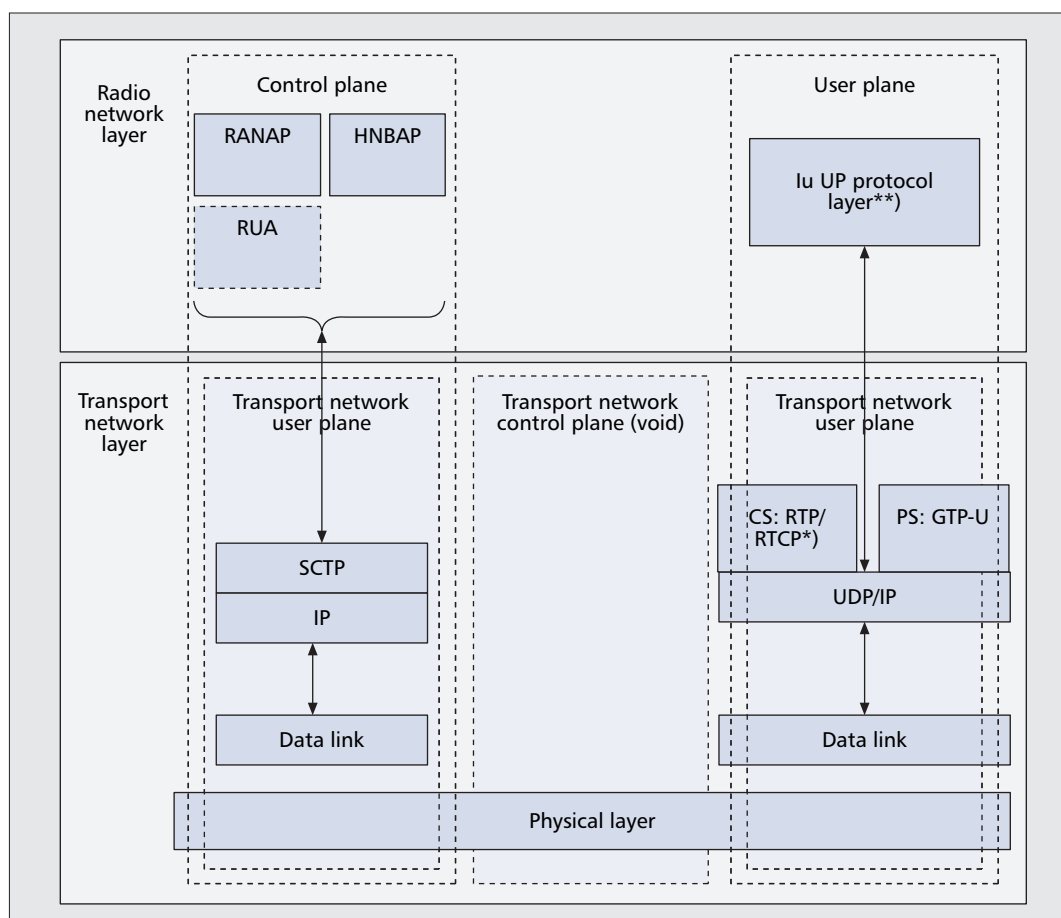 Radio
network
layer
Control plane
RANAP
HNBAP
RUA
User plane
Iu UP protocol
layer**)
Transport
network
layer
Transport network
user plane
SCTP
IP
Data link
Transport network
control plane (void)
Transport network
user plane
CS: RTP/
RTCP*)
PS: GTP-U
UDP/IP
Data link
Physical layer